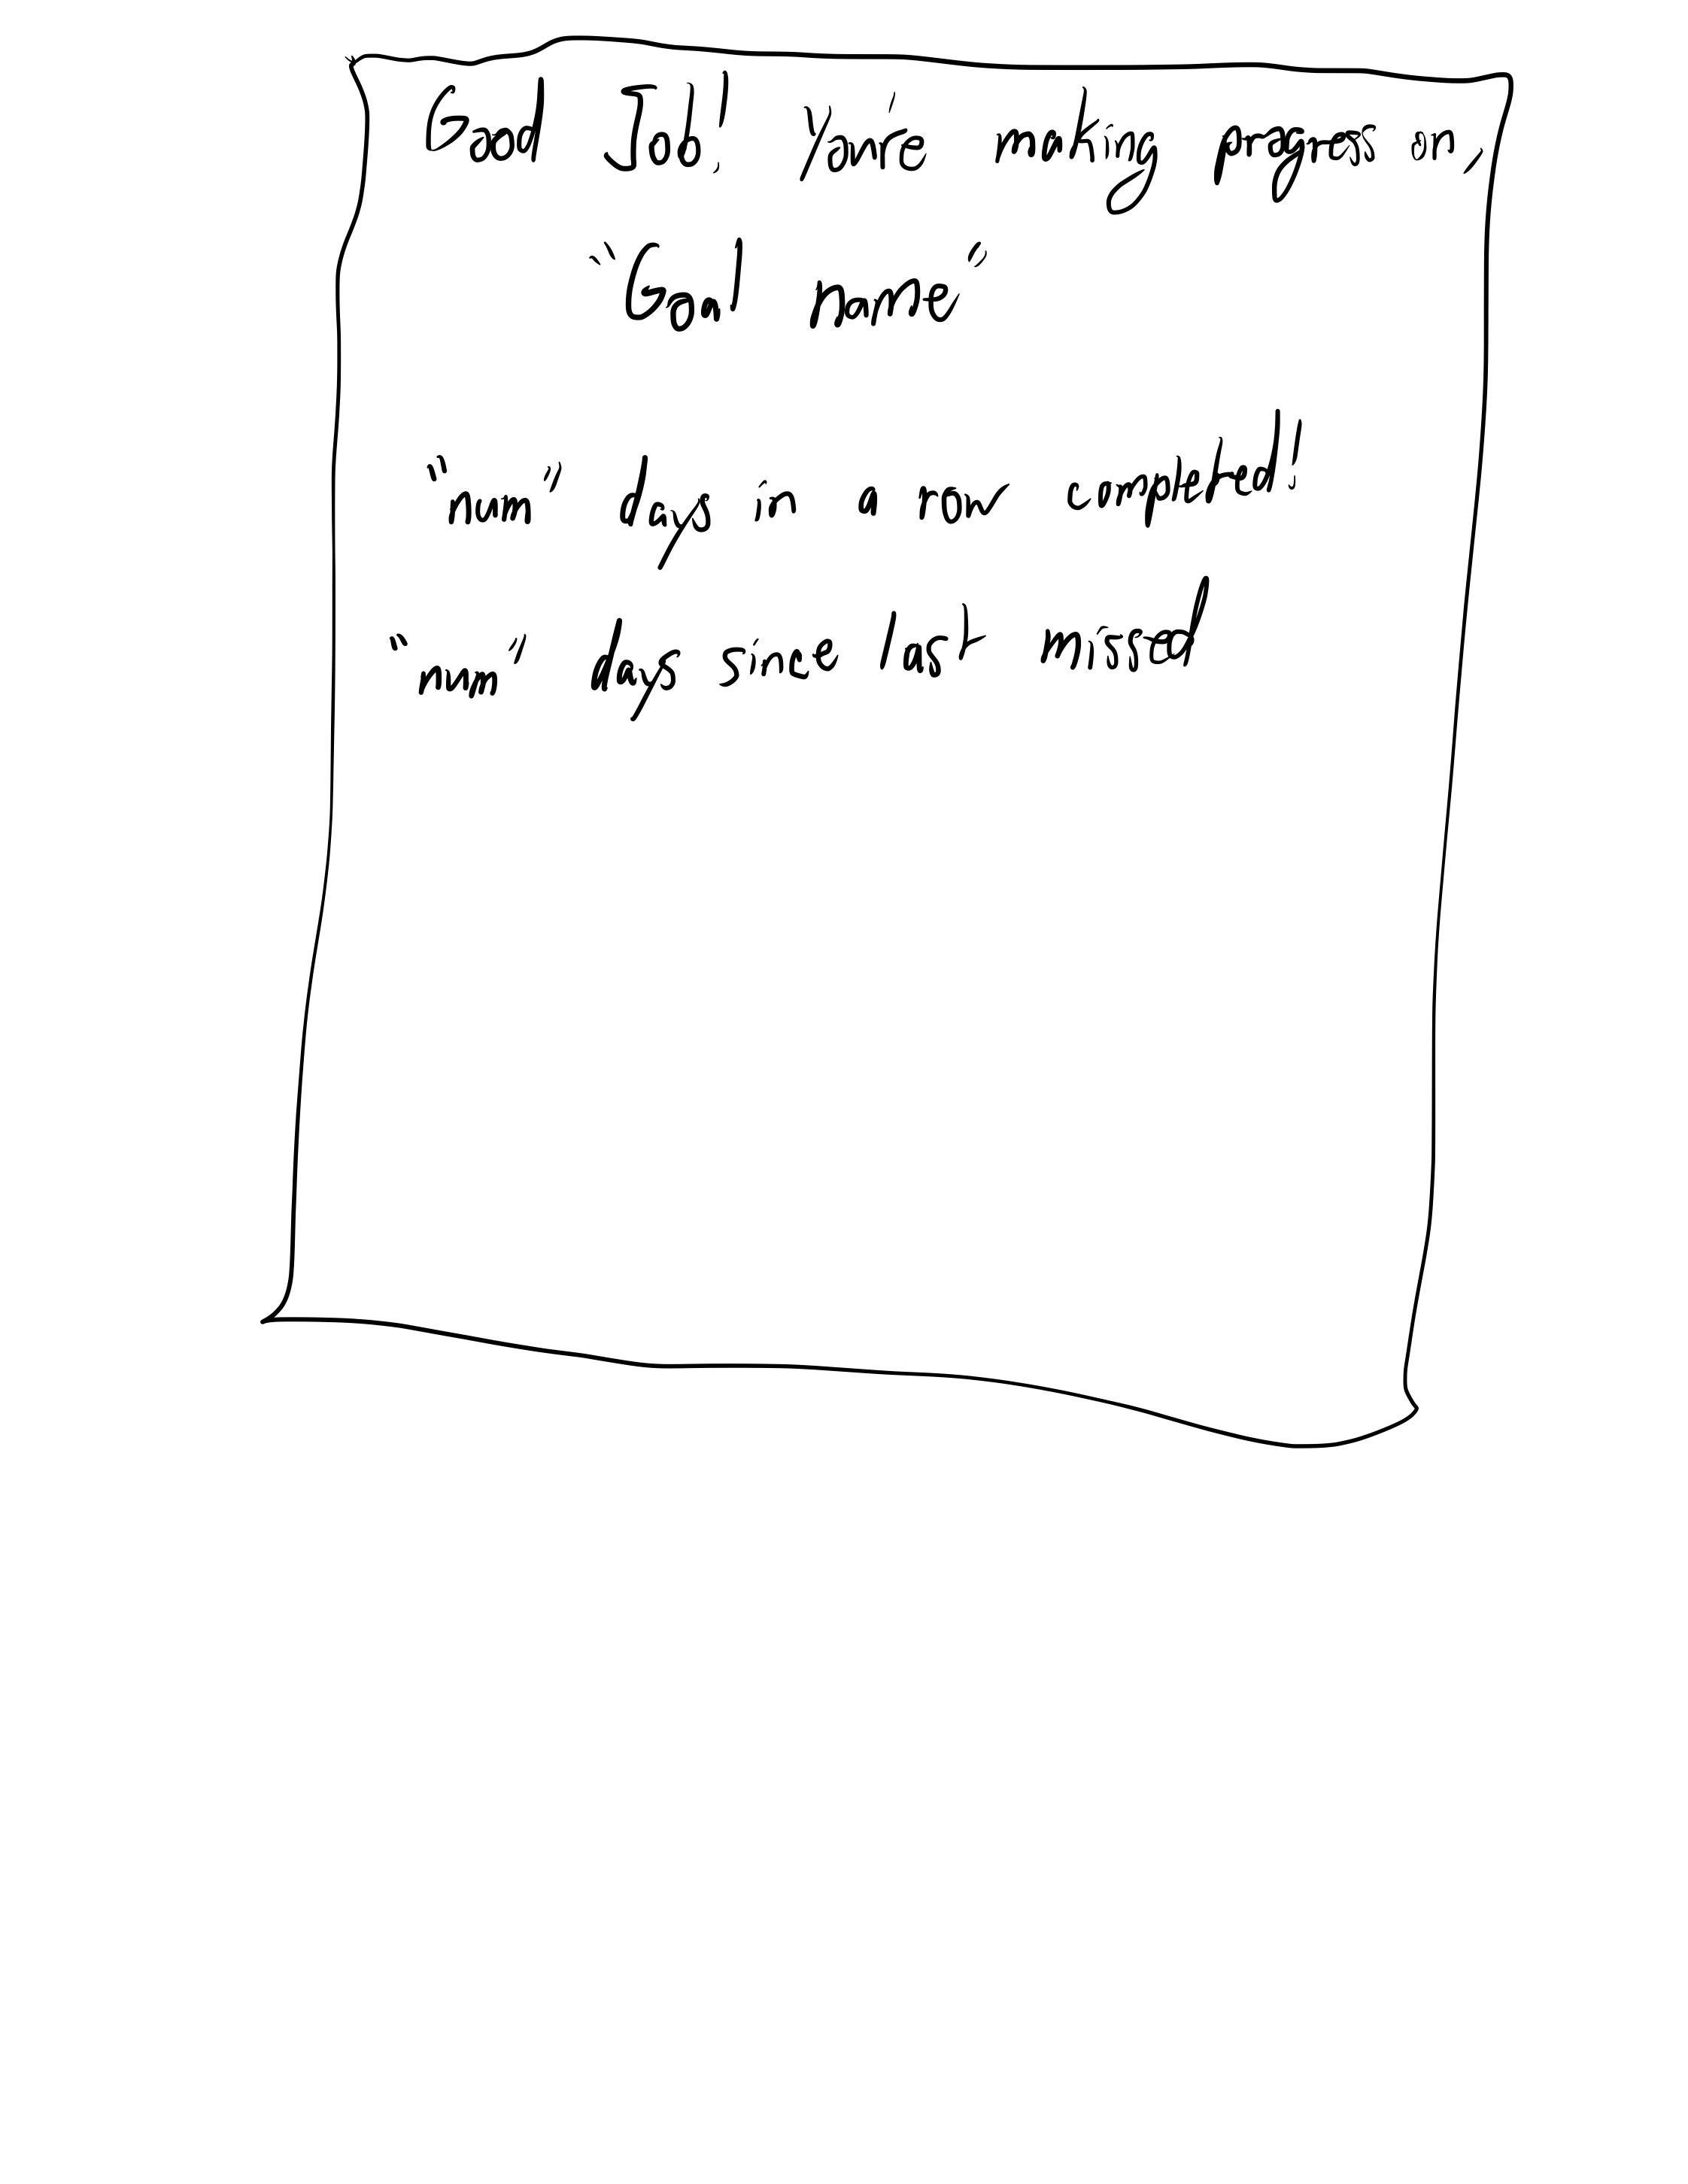 Good Job! You're making progress on,
"Goal name"
"num" days in a row completed!
"num" days since last missed